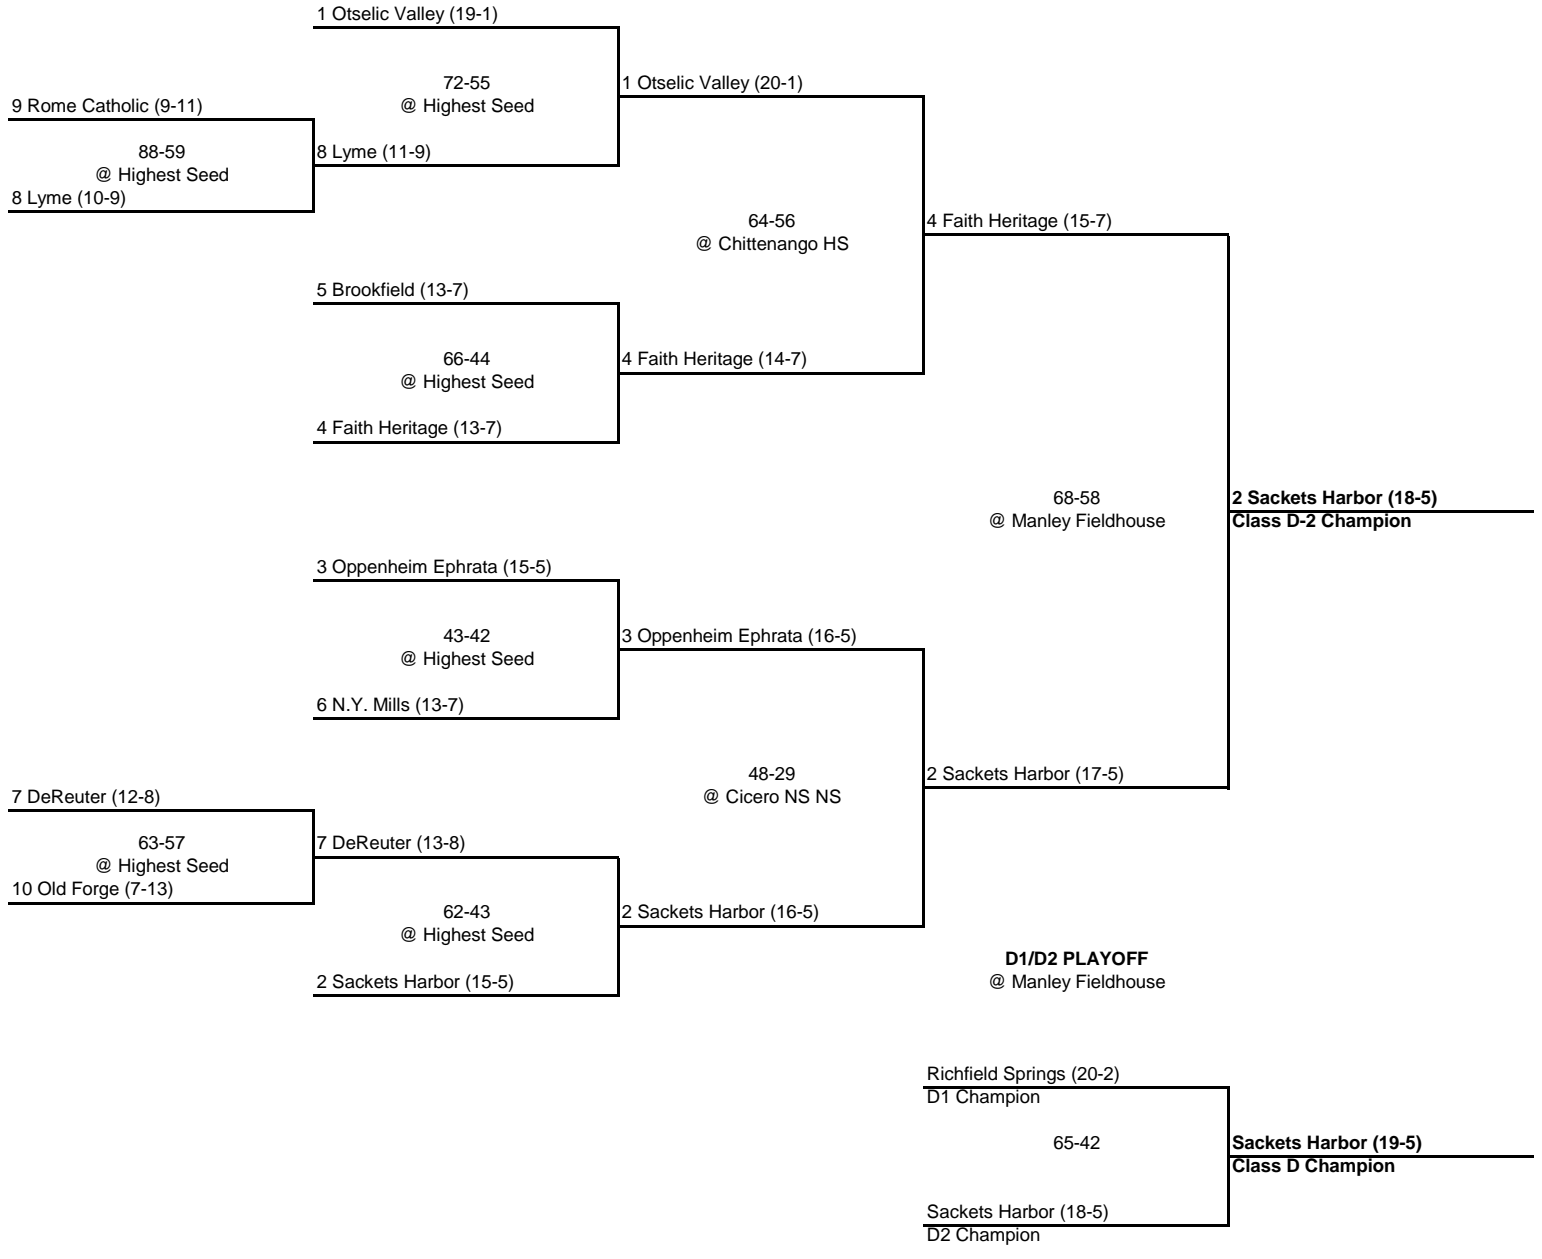 1 Otselic Valley (19-1)
72-55
@ Highest Seed
1 Otselic Valley (20-1)
9 Rome Catholic (9-11)
88-59
@ Highest Seed
8 Lyme (11-9)
8 Lyme (10-9)
64-56
@ Chittenango HS
4 Faith Heritage (15-7)
5 Brookfield (13-7)
66-44
@ Highest Seed
4 Faith Heritage (14-7)
4 Faith Heritage (13-7)
68-58
@ Manley Fieldhouse
2 Sackets Harbor (18-5)
Class D-2 Champion
3 Oppenheim Ephrata (15-5)
43-42
@ Highest Seed
3 Oppenheim Ephrata (16-5)
6 N.Y. Mills (13-7)
48-29
@ Cicero NS NS
2 Sackets Harbor (17-5)
7 DeReuter (12-8)
63-57
@ Highest Seed
7 DeReuter (13-8)
10 Old Forge (7-13)
62-43
@ Highest Seed
2 Sackets Harbor (16-5)
2 Sackets Harbor (15-5)
D1/D2 PLAYOFF
@ Manley Fieldhouse
Richfield Springs (20-2)
D1 Champion
65-42
Sackets Harbor (19-5)
Class D Champion
Sackets Harbor (18-5)
D2 Champion